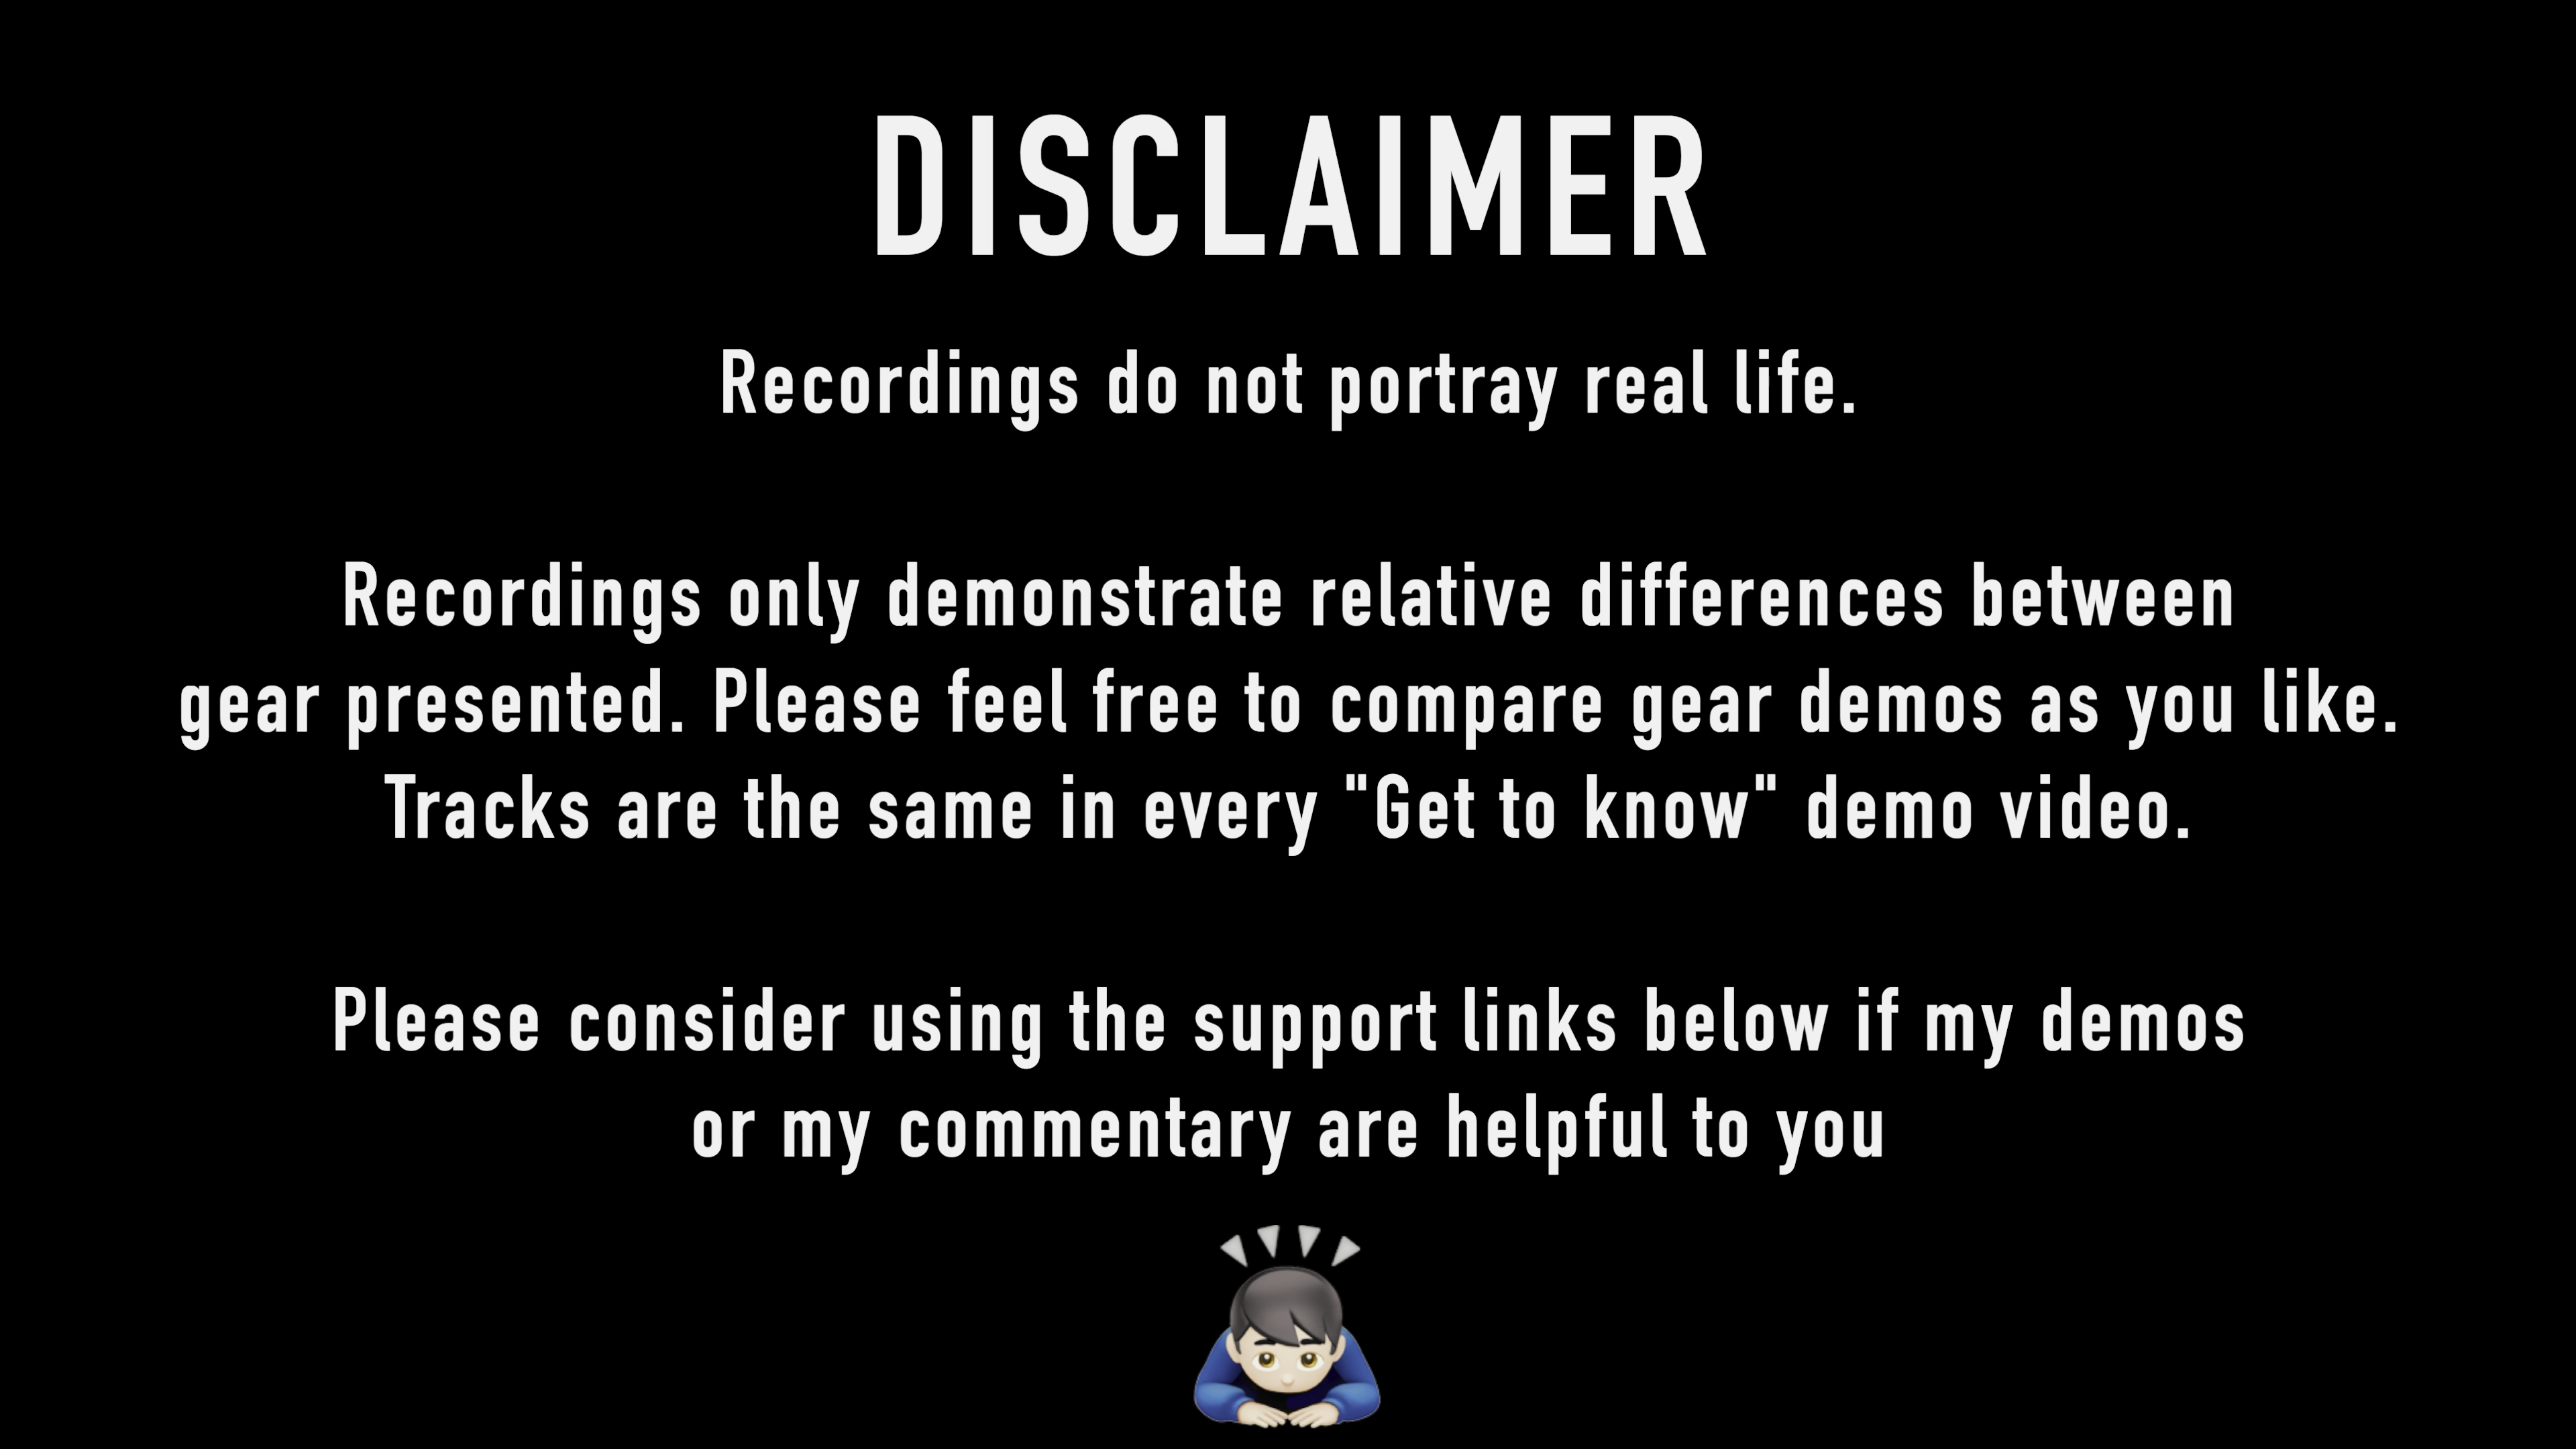 DISCLAIMER
Recordings do not portray real life.
Recordings only demonstrate relative differences between
gear presented. Please feel free to compare gear demos as you like.
Tracks are the same in every "Get to know" demo video.
Please consider using the support links below if my demos
or my commentary are helpful to you